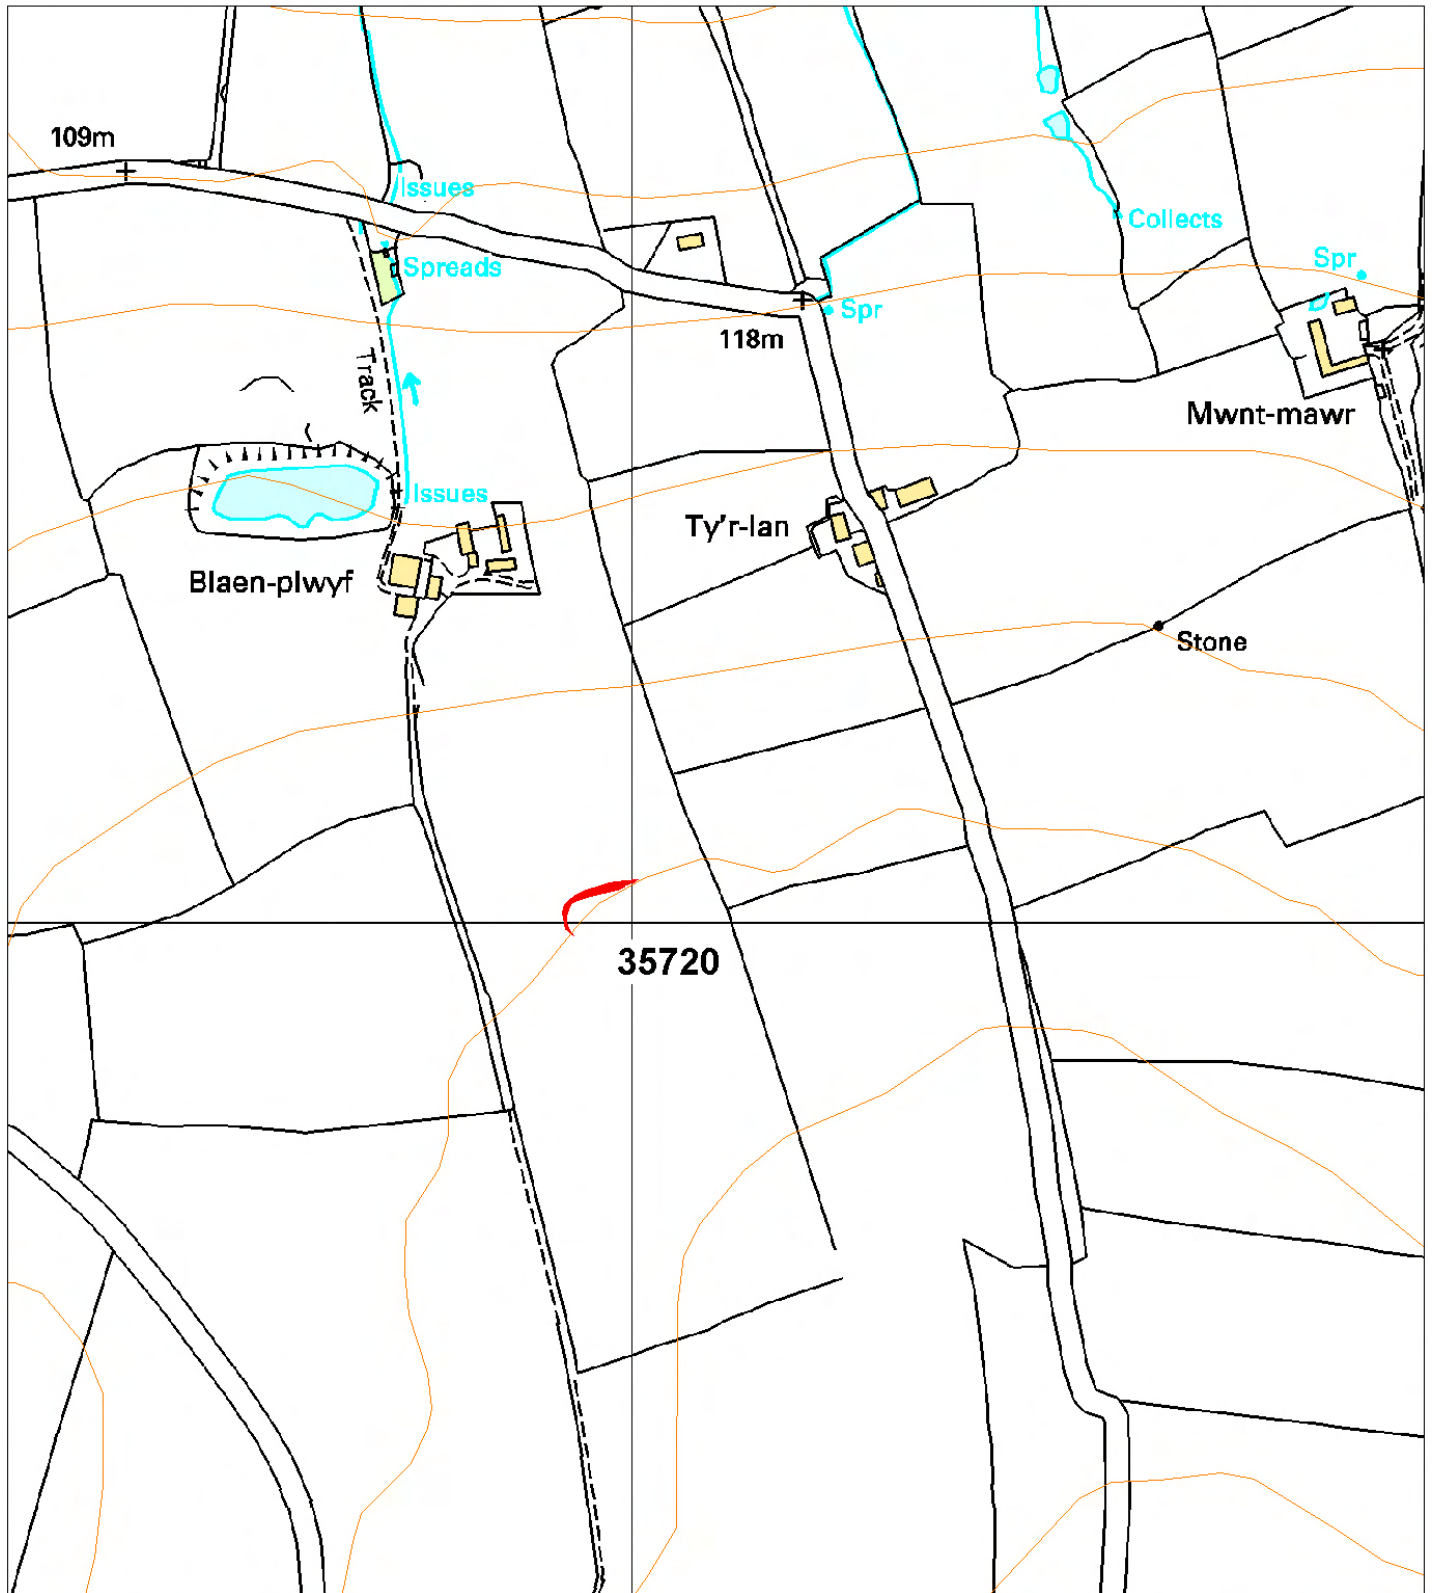 109m
Issues
Collects
Spreads
Spr
Spr
118m
Track
Mwnt-mawr
Issues
Ty'r-lan
Blaen-plwyf
Stone
35720